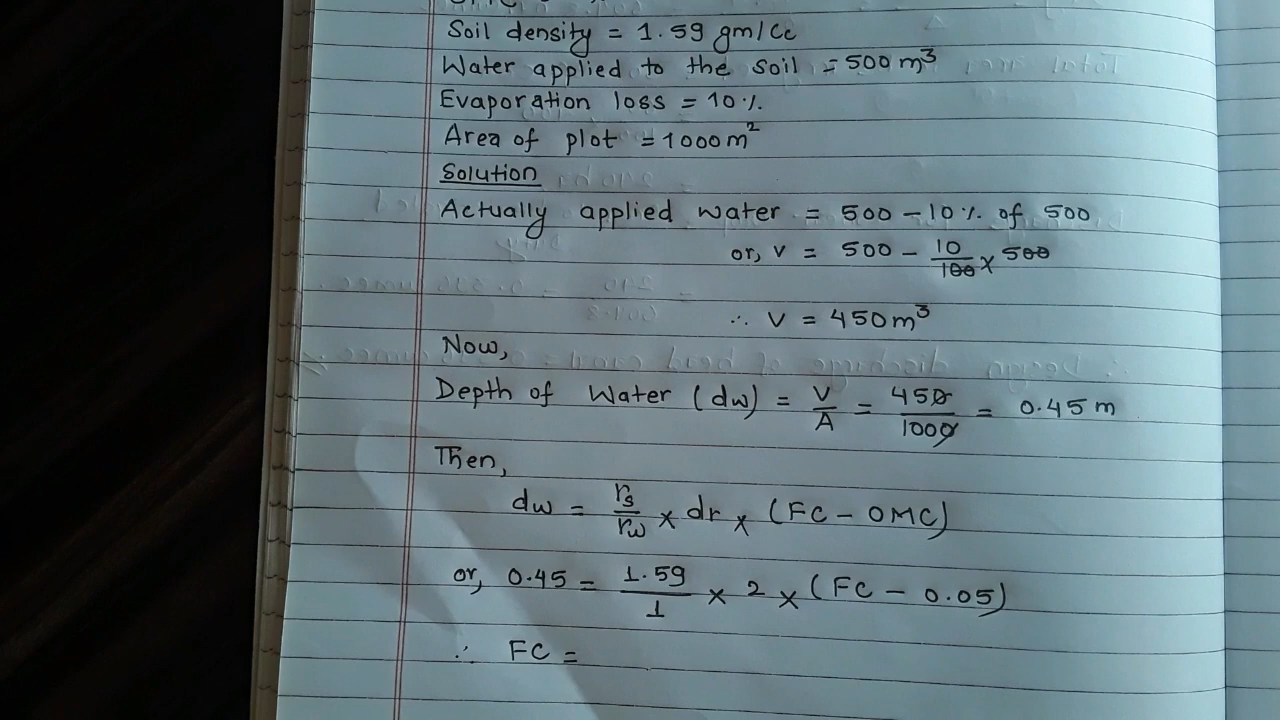 Soil density = 1.59 gm/cc
Water applied to the soil = 500 m³
Evaporation loss = 10%.
Area of plot = 1000 m²
Solution
Actually applied water = 500 - 10%. of 500
or, V = 500 - 10/100 × 500
∴ V = 450 m³
Now,
Depth of Water (dw) = V/A = 450/1000 = 0.45 m
Then,
dw = rs/rw × dr × (FC - OMC)
or, 0.45 = 1.59/1 × 2 × (FC - 0.05)
∴ FC =